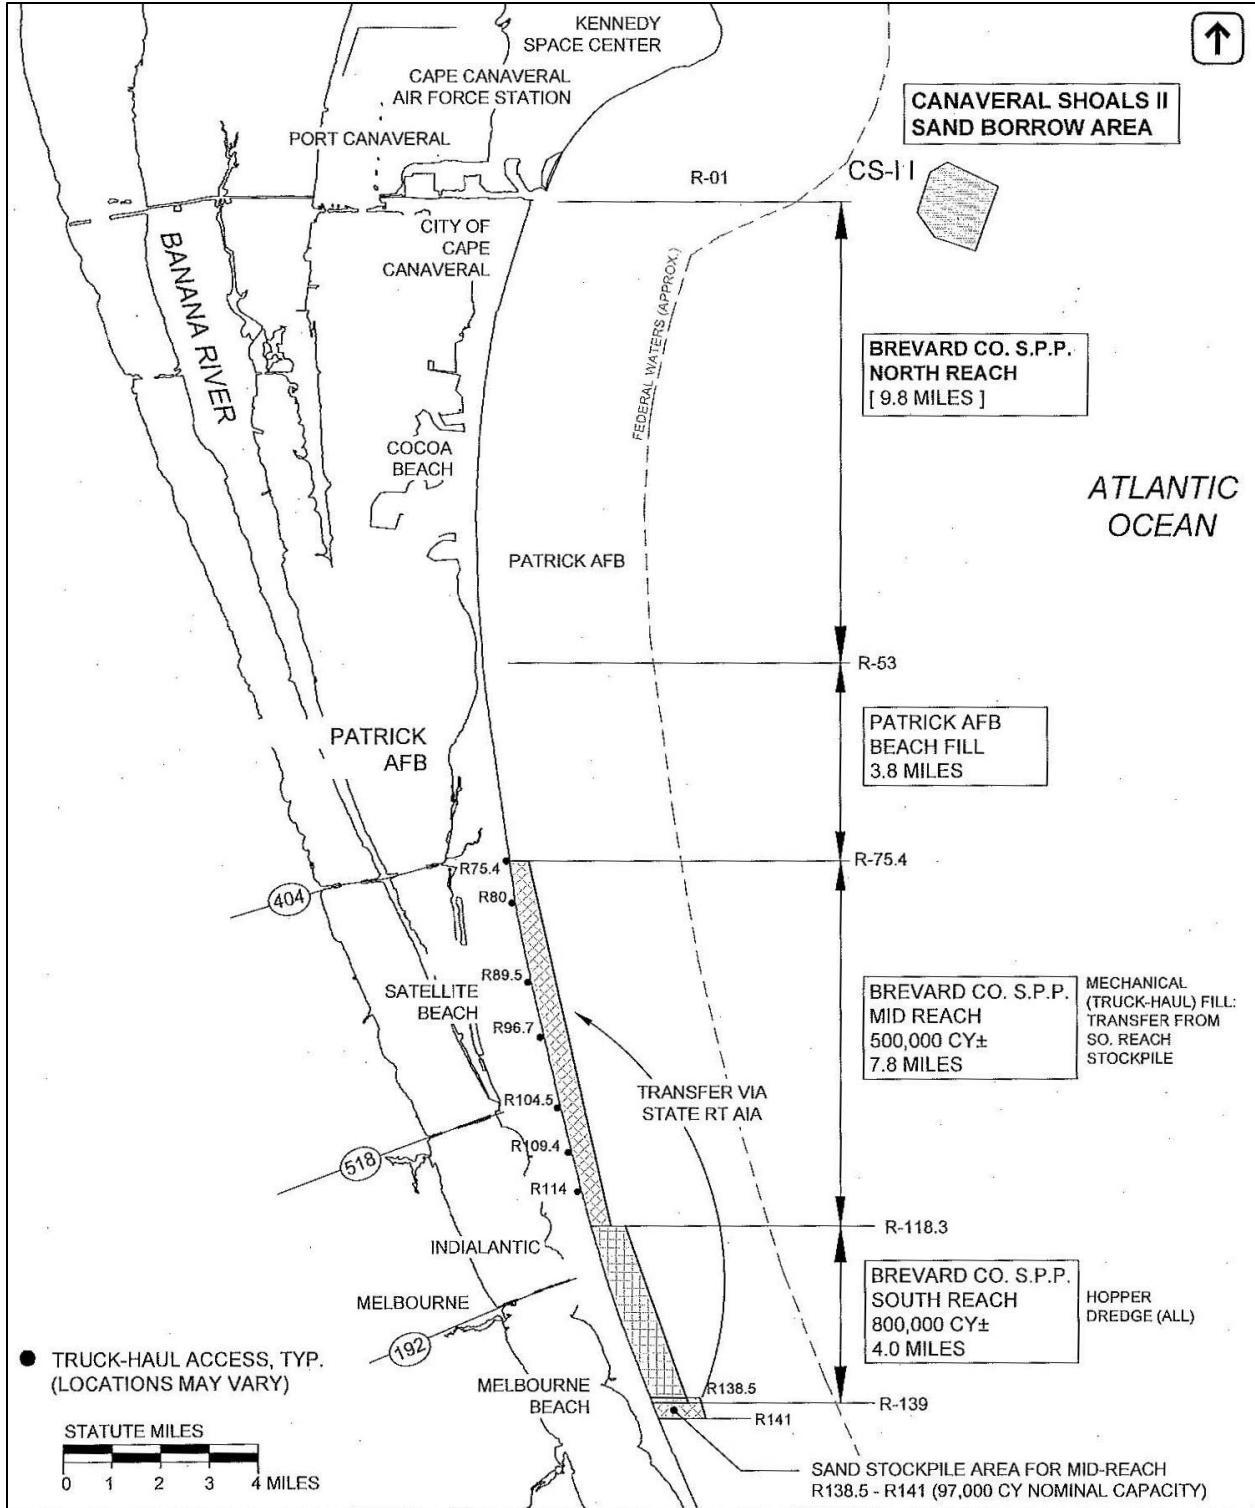 KENNEDY
SPACE CENTER
CAPE CANAVERAL
AIR FORCE STATION
PORT CANAVERAL
CANAVERAL SHOALS II
SAND BORROW AREA
CS-II
R-01
CITY OF
CAPE
CANAVERAL
BANANA RIVER
FEDERAL WATERS (APPROX.)
BREVARD CO. S.P.P.
NORTH REACH
[ 9.8 MILES ]
COCOA
BEACH
ATLANTIC
OCEAN
PATRICK AFB
R-53
PATRICK
AFB
PATRICK AFB
BEACH FILL
3.8 MILES
R75.4
R-75.4
404
R80
R89.5
SATELLITE
BEACH
R96.7
BREVARD CO. S.P.P.
MID REACH
500,000 CY±
7.8 MILES
MECHANICAL
(TRUCK-HAUL) FILL:
TRANSFER FROM
SO. REACH
STOCKPILE
TRANSFER VIA
STATE RT AIA
R104.5
R109.4
518
R114
R-118.3
INDIALANTIC
BREVARD CO. S.P.P.
SOUTH REACH
800,000 CY±
4.0 MILES
HOPPER
DREDGE (ALL)
MELBOURNE
192
TRUCK-HAUL ACCESS, TYP.
(LOCATIONS MAY VARY)
MELBOURNE
BEACH
R138.5
R-139
R141
STATUTE MILES
0 1 2 3 4 MILES
SAND STOCKPILE AREA FOR MID-REACH
R138.5 - R141 (97,000 CY NOMINAL CAPACITY)